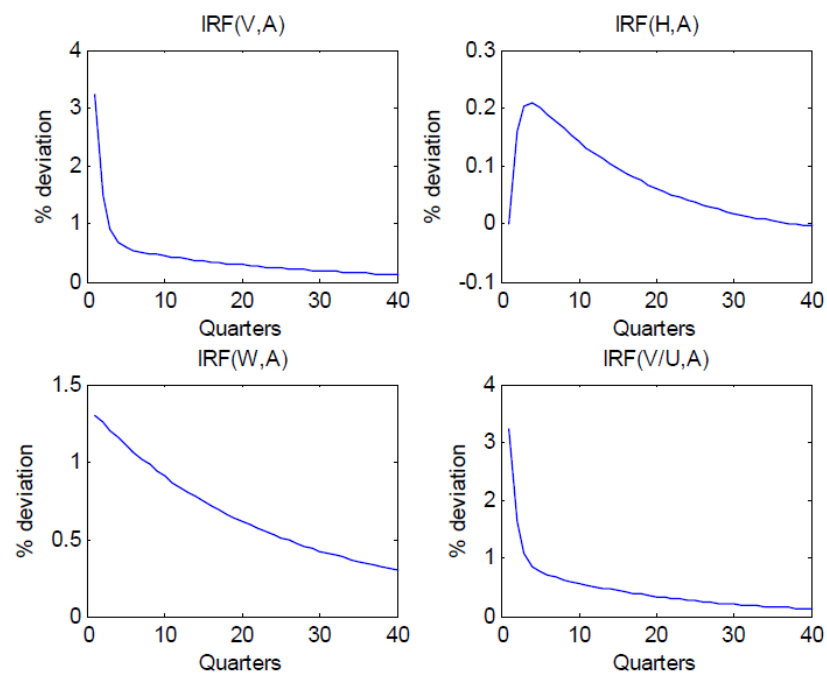 IRF(V,A)
% deviation
4
3
2
1
0
0 10 20 30 40
Quarters
IRF(H,A)
% deviation
0.3
0.2
0.1
0
-0.1
0 10 20 30 40
Quarters
IRF(W,A)
% deviation
1.5
1
0.5
0
0 10 20 30 40
Quarters
IRF(V/U,A)
% deviation
4
3
2
1
0
0 10 20 30 40
Quarters